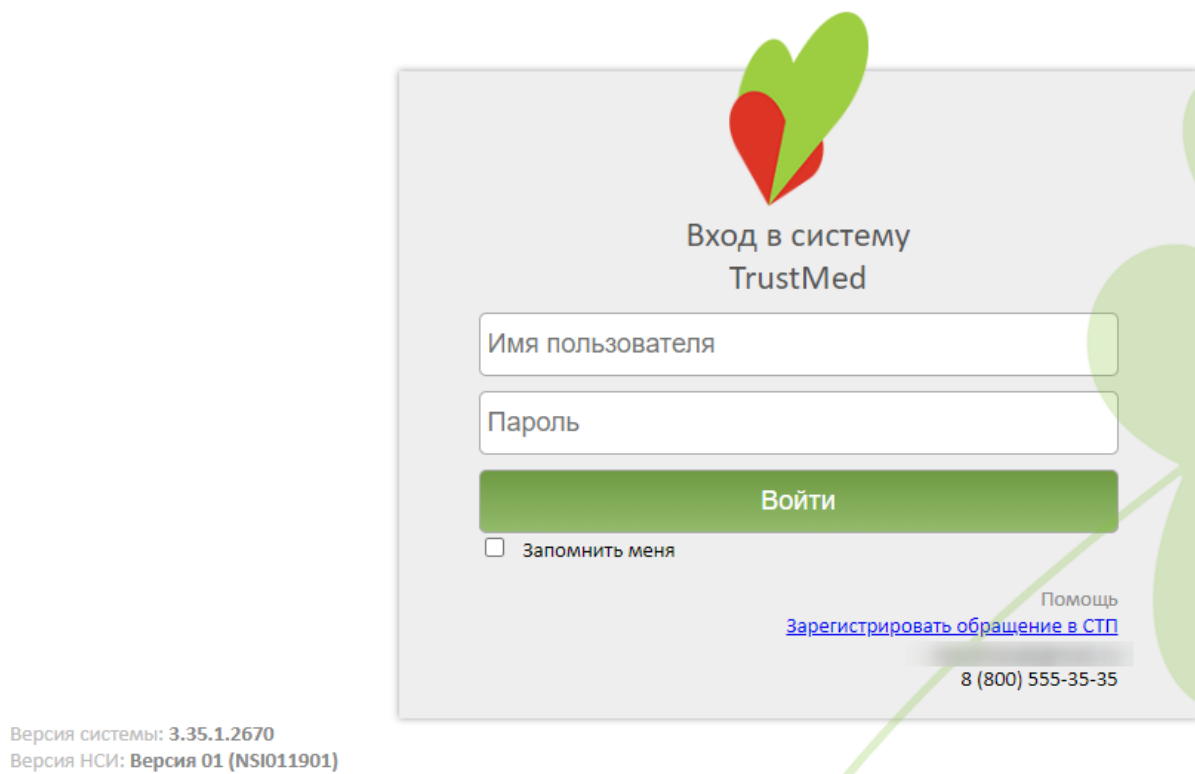 Вход в систему
TrustMed
Имя пользователя
Пароль
Войти
Запомнить меня
Помощь
Зарегистрировать обращение в СТП
8 (800) 555-35-35
Версия системы: 3.35.1.2670
Версия НСИ: Версия 01 (NSI011901)